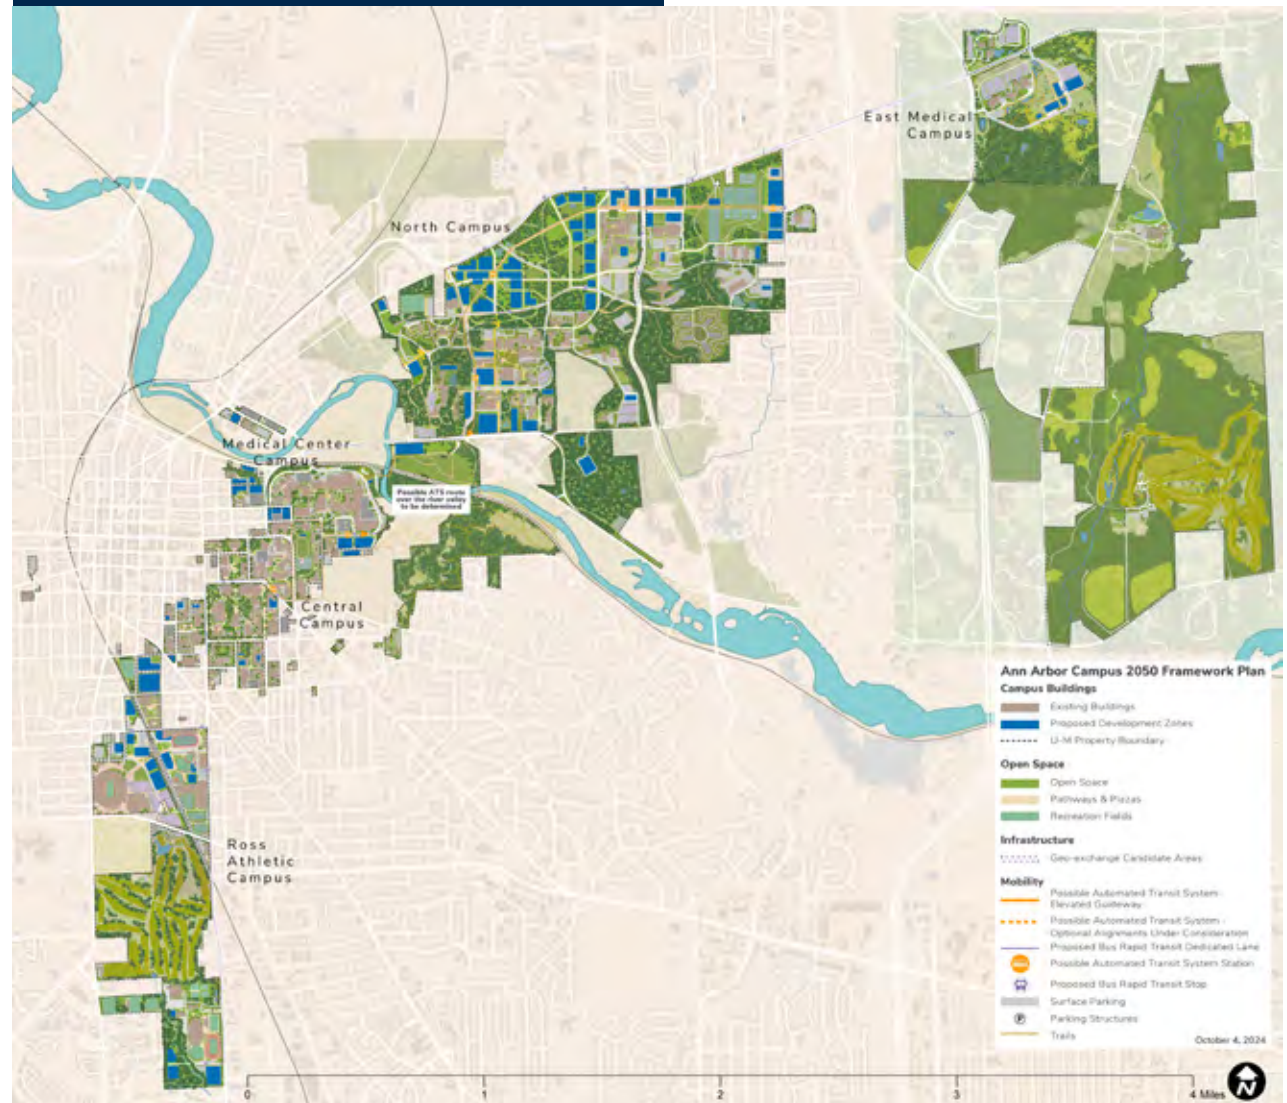 East Medical
Campus
North Campus
Medical Center
Campus
Possible ATS route
over the river valley
to be determined
Central
Campus
Ross
Athletic
Campus
Ann Arbor Campus 2050 Framework Plan
Campus Buildings
Existing Buildings
Proposed Development Zones
U-M Property Boundary
Open Space
Open Space
Pathways & Plazas
Recreation Fields
Infrastructure
Geo-exchange Candidate Areas
Mobility
Possible Automated Transit System -
Elevated Guideway
Possible Automated Transit System -
Optional Alignments Under Consideration
Proposed Bus Rapid Transit Dedicated Lane
Possible Automated Transit System Station
Proposed Bus Rapid Transit Stop
Surface Parking
P
Parking Structures
Trails
October 4, 2024
0 1 2 3 4 Miles
N